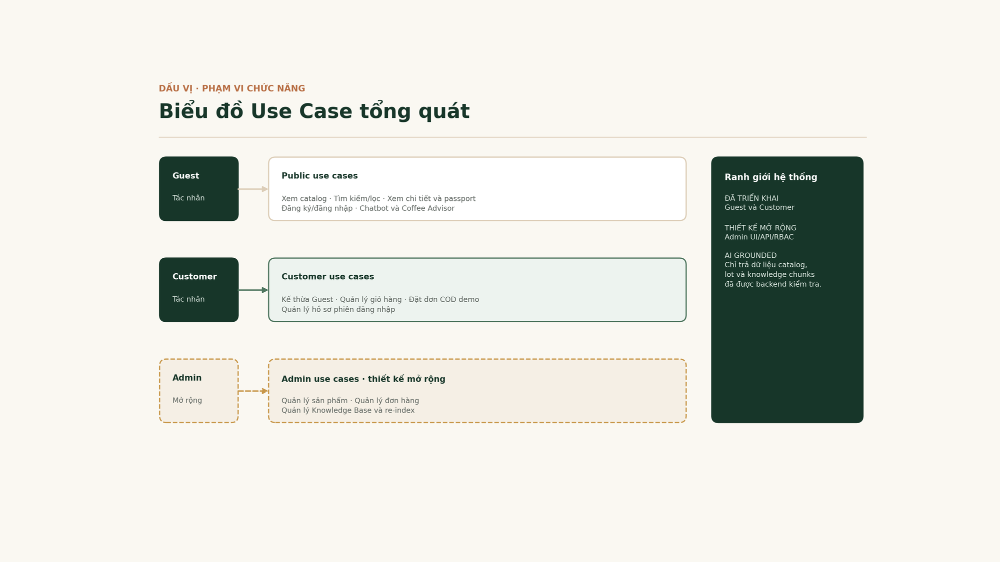 DẤU VỊ · PHẠM VI CHỨC NĂNG
Biểu đồ Use Case tổng quát
Guest
Tác nhân
Public use cases
Xem catalog · Tìm kiếm/lọc · Xem chi tiết và passport
Đăng ký/đăng nhập · Chatbot và Coffee Advisor
Customer
Tác nhân
Customer use cases
Kế thừa Guest · Quản lý giỏ hàng · Đặt đơn COD demo
Quản lý hồ sơ phiên đăng nhập
Admin
Mở rộng
Admin use cases · thiết kế mở rộng
Quản lý sản phẩm · Quản lý đơn hàng
Quản lý Knowledge Base và re-index
Ranh giới hệ thống
ĐÃ TRIỂN KHAI
Guest và Customer
THIẾT KẾ MỞ RỘNG
Admin UI/API/RBAC
AI GROUNDED
Chỉ trả dữ liệu catalog,
lot và knowledge chunks
đã được backend kiểm tra.